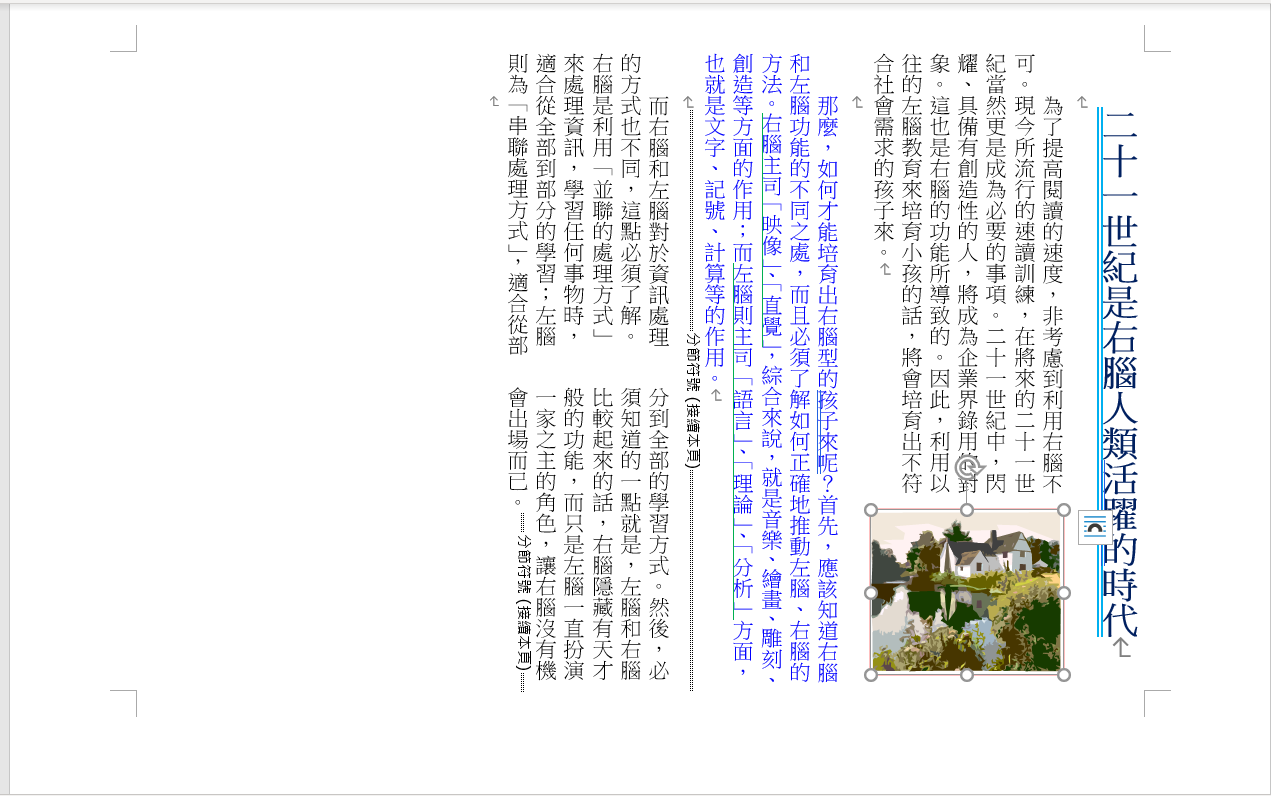 二十一世紀是右腦人類活躍的時代
為了提高閱讀的速度，非考慮到利用右腦不
可。現今所流行的速讀訓練，在將來的二十一世
紀當然更是成為必要的事項。二十一世紀中，閃
耀、具備有創造性的人，將成為企業界錄用的對
象。這也是右腦的功能所導致的。因此，利用以
往的左腦教育來培育小孩的話，將會培育出不符
合社會需求的孩子來。
那麼，如何才能培育出右腦型的孩子來呢？首先，應該知道右腦
和左腦功能的不同之處，而且必須了解如何正確地推動左腦、右腦的
方法。右腦主司「映像」、「直覺」，綜合來說，就是音樂、繪畫、雕刻、
創造等方面的作用；而左腦則主司「語言」、「理論」、「分析」方面，
也就是文字、記號、計算等的作用。
分節符號 (接續本頁)
而右腦和左腦對於資訊處理
的方式也不同，這點必須了解。
右腦是利用「並聯的處理方式」
來處理資訊，學習任何事物時，
適合從全部到部分的學習；左腦
則為「串聯處理方式」，適合從部
分到全部的學習方式。然後，必
須知道的一點就是，左腦和右腦
比較起來的話，右腦隱藏有天才
般的功能，而只是左腦一直扮演
一家之主的角色，讓右腦沒有機
會出場而已。
分節符號 (接續本頁)